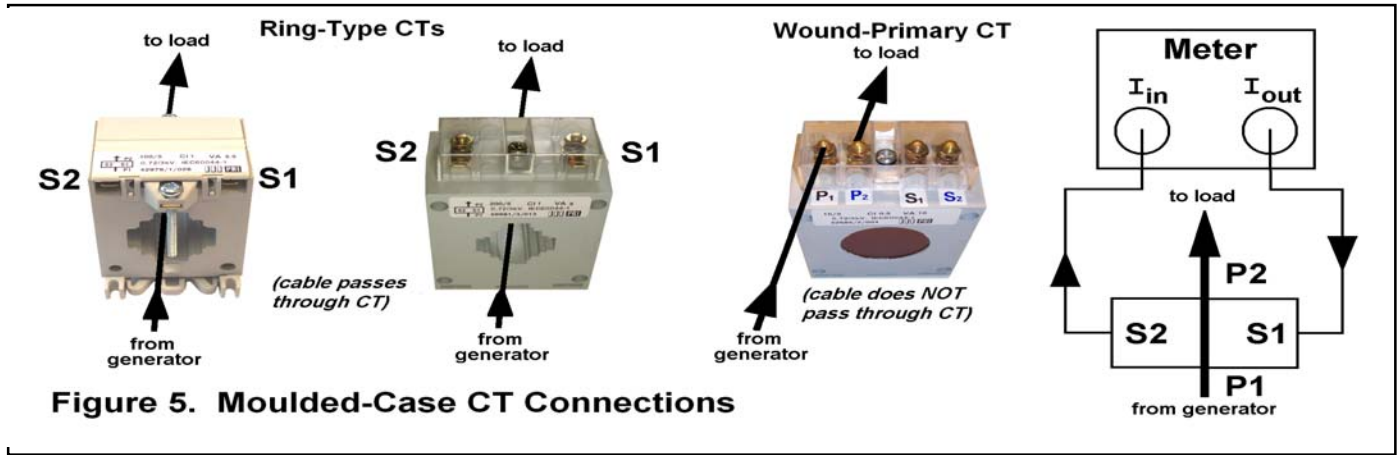 Ring-Type CTs
to load
to load
S2
S1
S2
S1
(cable passes
through CT)
from
generator
from
generator
Wound-Primary CT
to load
P1 P2 S1 S2
(cable does NOT
pass through CT)
from
generator
Meter
Iin Iout
to load
P2
S2 S1
P1
from generator
Figure 5. Moulded-Case CT Connections